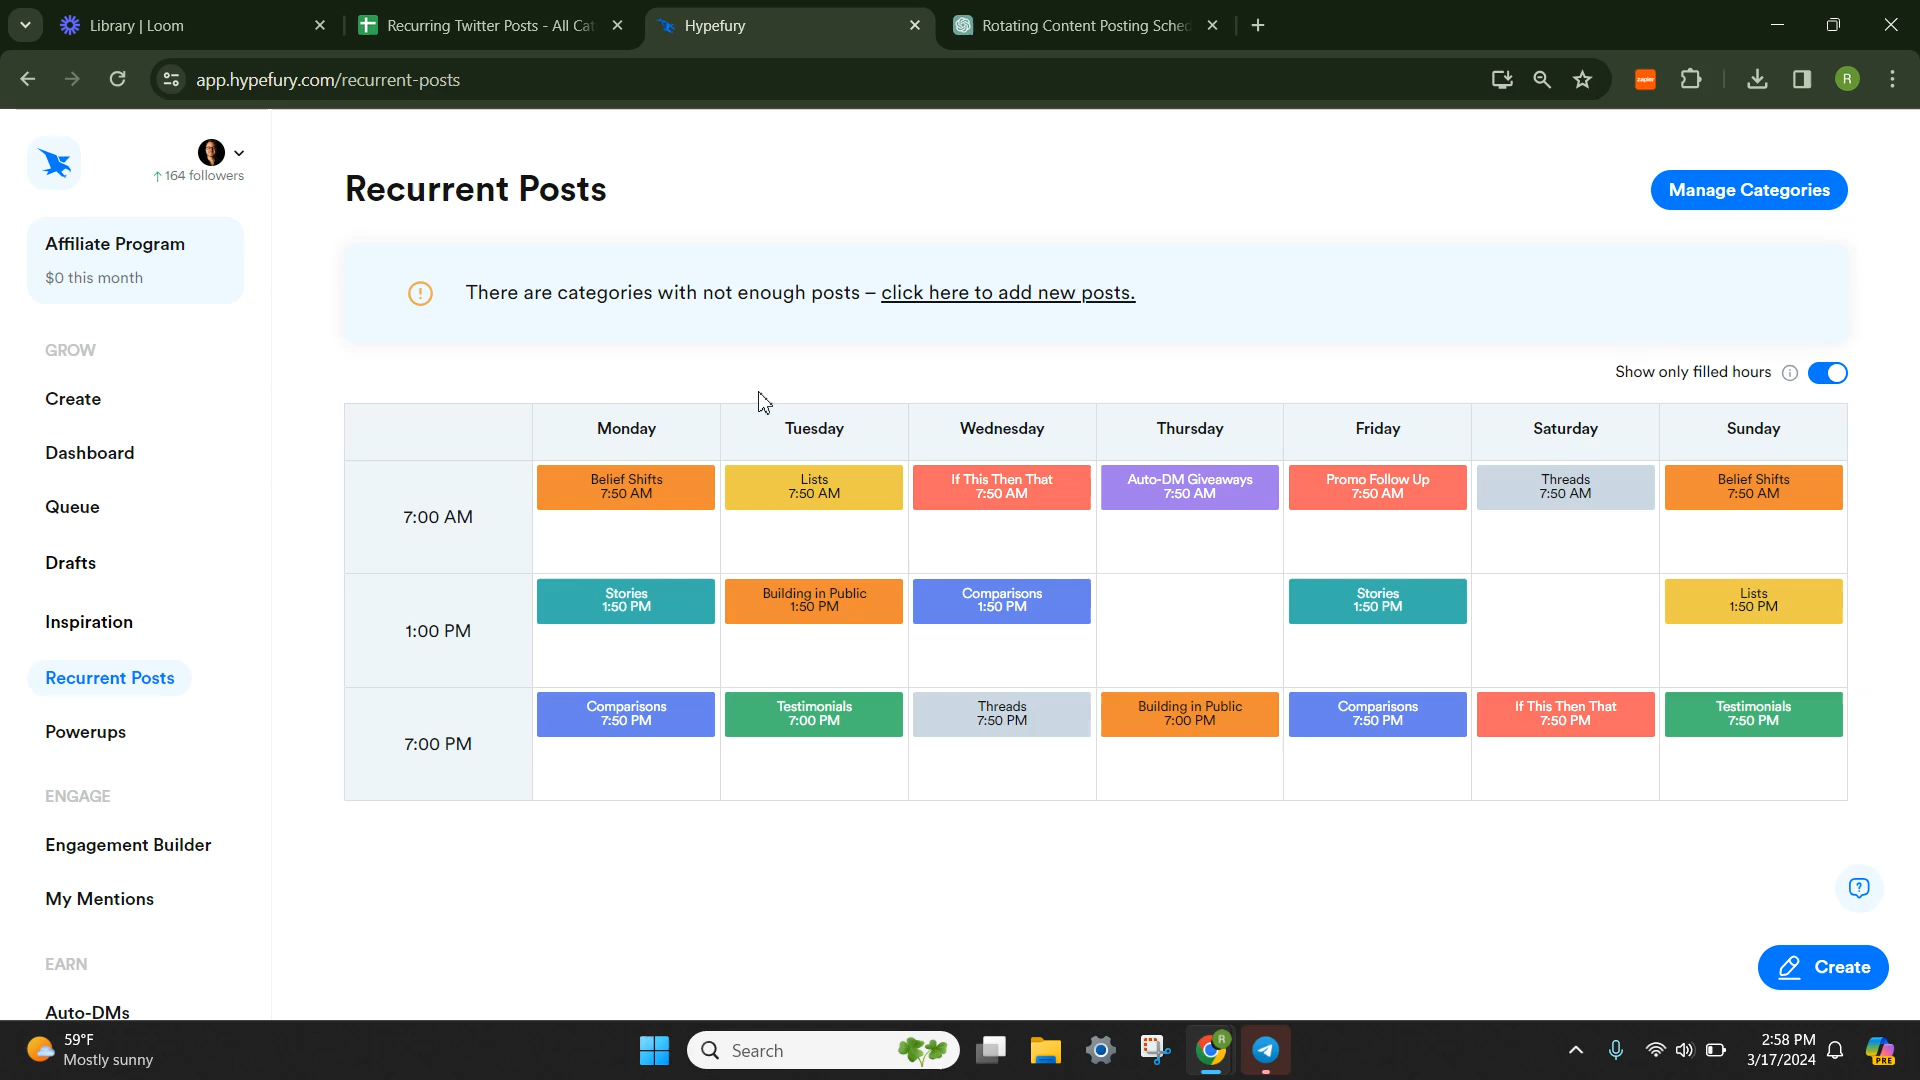 Library | Loom
Recurring Twitter Posts - All Cat
Hypefury
Rotating Content Posting Sched
app.hypefury.com/recurrent-posts
zapier
R
↑ 164 followers
Affiliate Program
$0 this month
GROW
Create
Dashboard
Queue
Drafts
Inspiration
Recurrent Posts
Powerups
ENGAGE
Engagement Builder
My Mentions
EARN
Auto-DMs
Recurrent Posts
Manage Categories
There are categories with not enough posts – click here to add new posts.
Show only filled hours
Monday Tuesday Wednesday Thursday Friday Saturday Sunday
7:00 AM
Belief Shifts
7:50 AM
Lists
7:50 AM
If This Then That
7:50 AM
Auto-DM Giveaways
7:50 AM
Promo Follow Up
7:50 AM
Threads
7:50 AM
Belief Shifts
7:50 AM
1:00 PM
Stories
1:50 PM
Building in Public
1:50 PM
Comparisons
1:50 PM
Stories
1:50 PM
Lists
1:50 PM
7:00 PM
Comparisons
7:50 PM
Testimonials
7:00 PM
Threads
7:50 PM
Building in Public
7:00 PM
Comparisons
7:50 PM
If This Then That
7:50 PM
Testimonials
7:50 PM
Create
59°F
Mostly sunny
Search
R
2:58 PM
3/17/2024
PRE